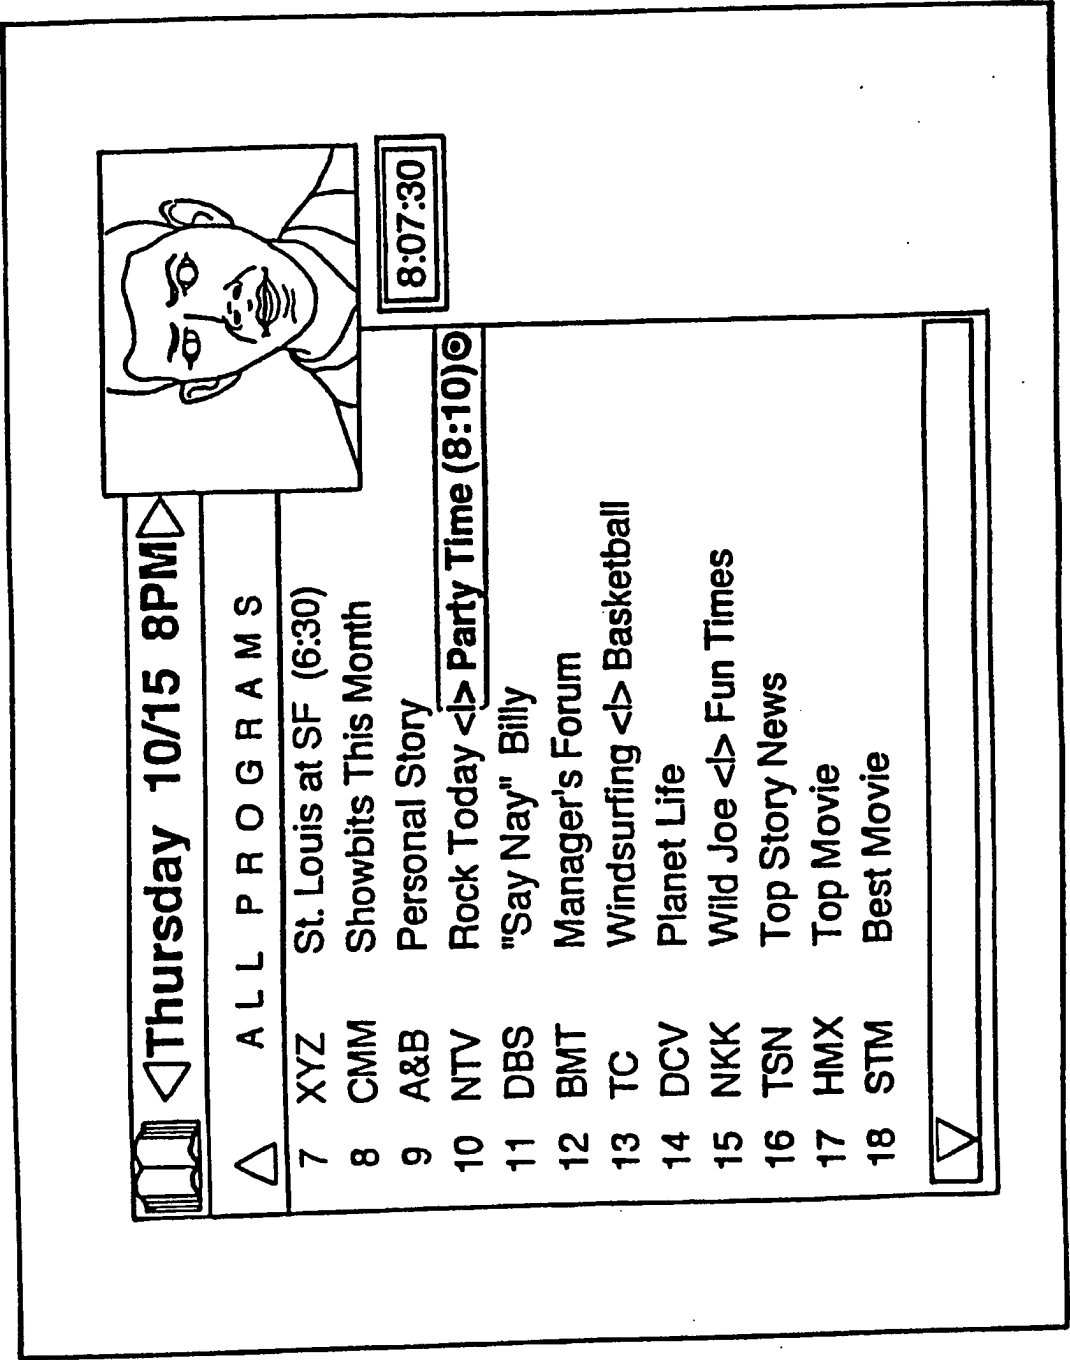 ◁Thursday 10/15 8PM▷
8:07:30
△ ALL PROGRAMS
7 XYZ St. Louis at SF (6:30)
8 CMM Showbits This Month
9 A&B Personal Story
10 NTV Rock Today <I> Party Time (8:10)⊙
11 DBS "Say Nay" Billy
12 BMT Manager's Forum
13 TC Windsurfing <I> Basketball
14 DCV Planet Life
15 NKK Wild Joe <I> Fun Times
16 TSN Top Story News
17 HMX Top Movie
18 STM Best Movie
▽